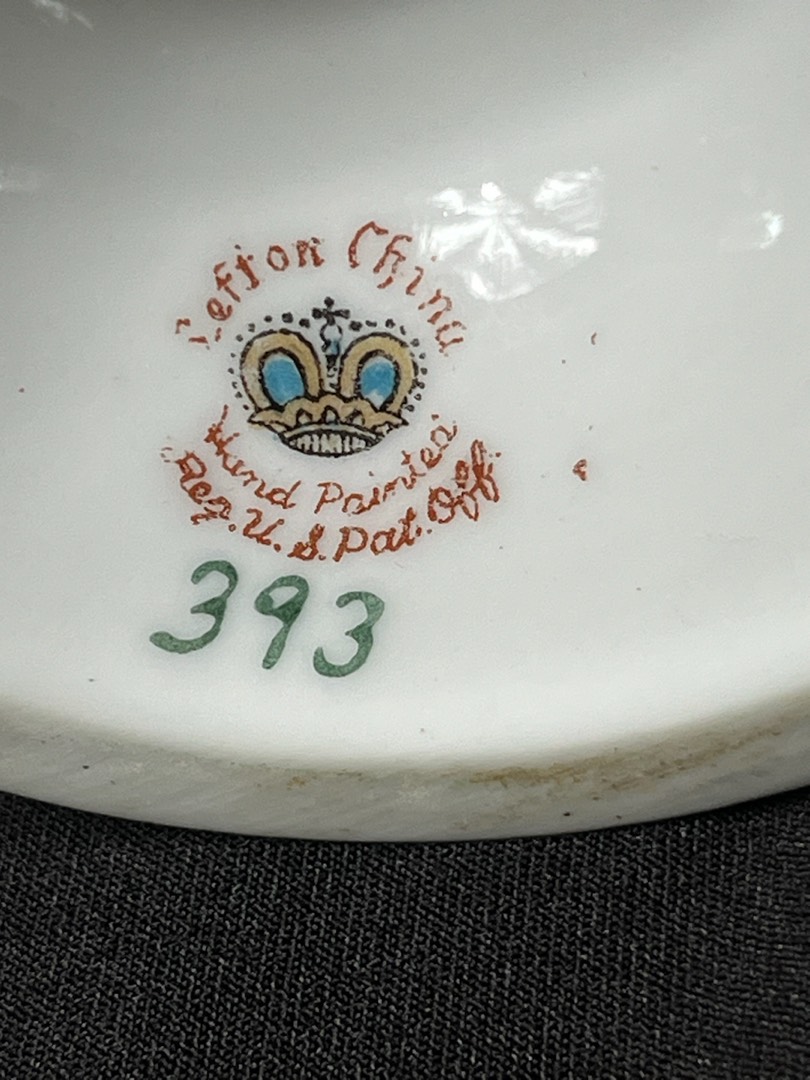 Lefton China
Hand Painted
Reg. U. S. Pat. Off.
393